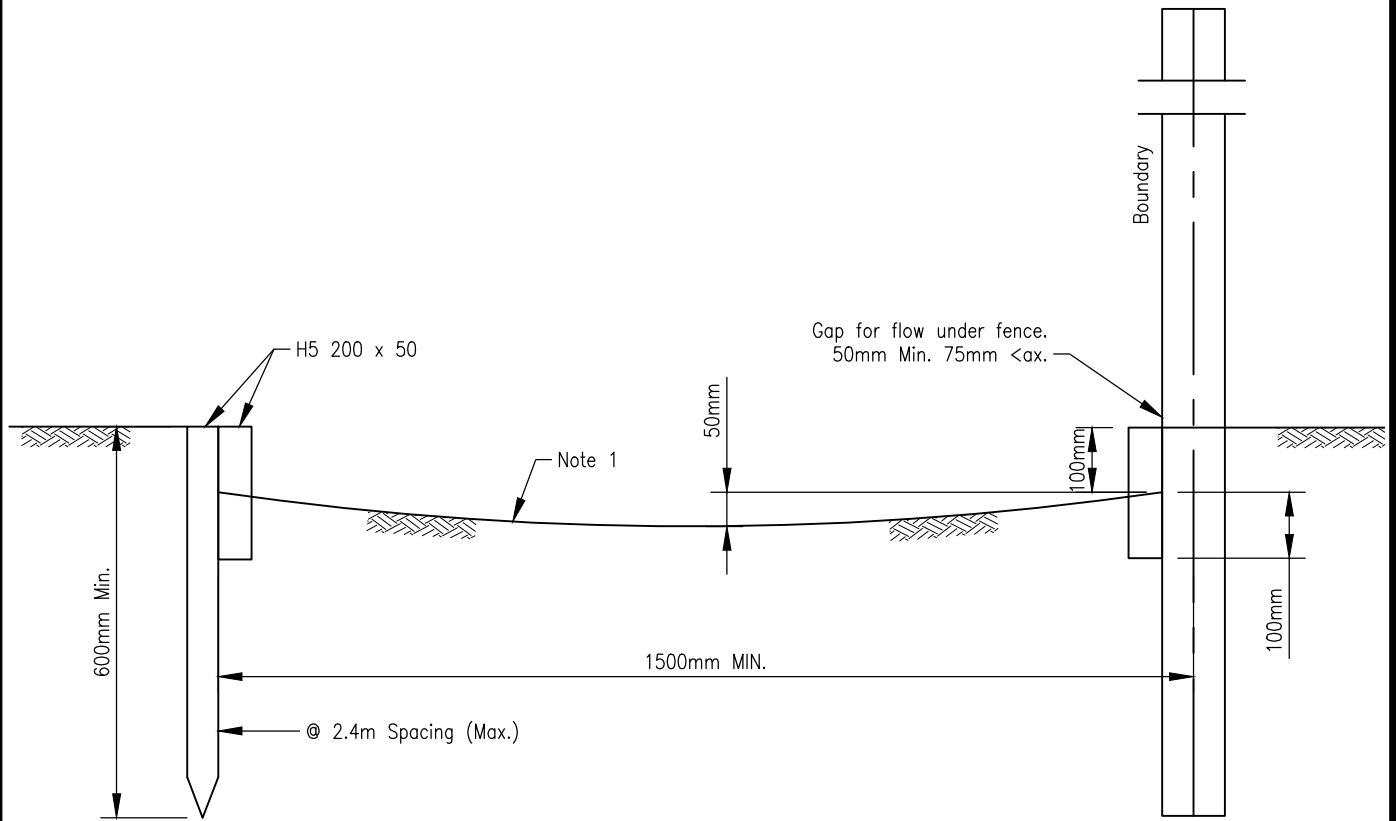 Boundary
Gap for flow under fence.
50mm Min. 75mm <ax.
H5 200 x 50
50mm
100mm
Note 1
600mm Min.
100mm
1500mm MIN.
@ 2.4m Spacing (Max.)